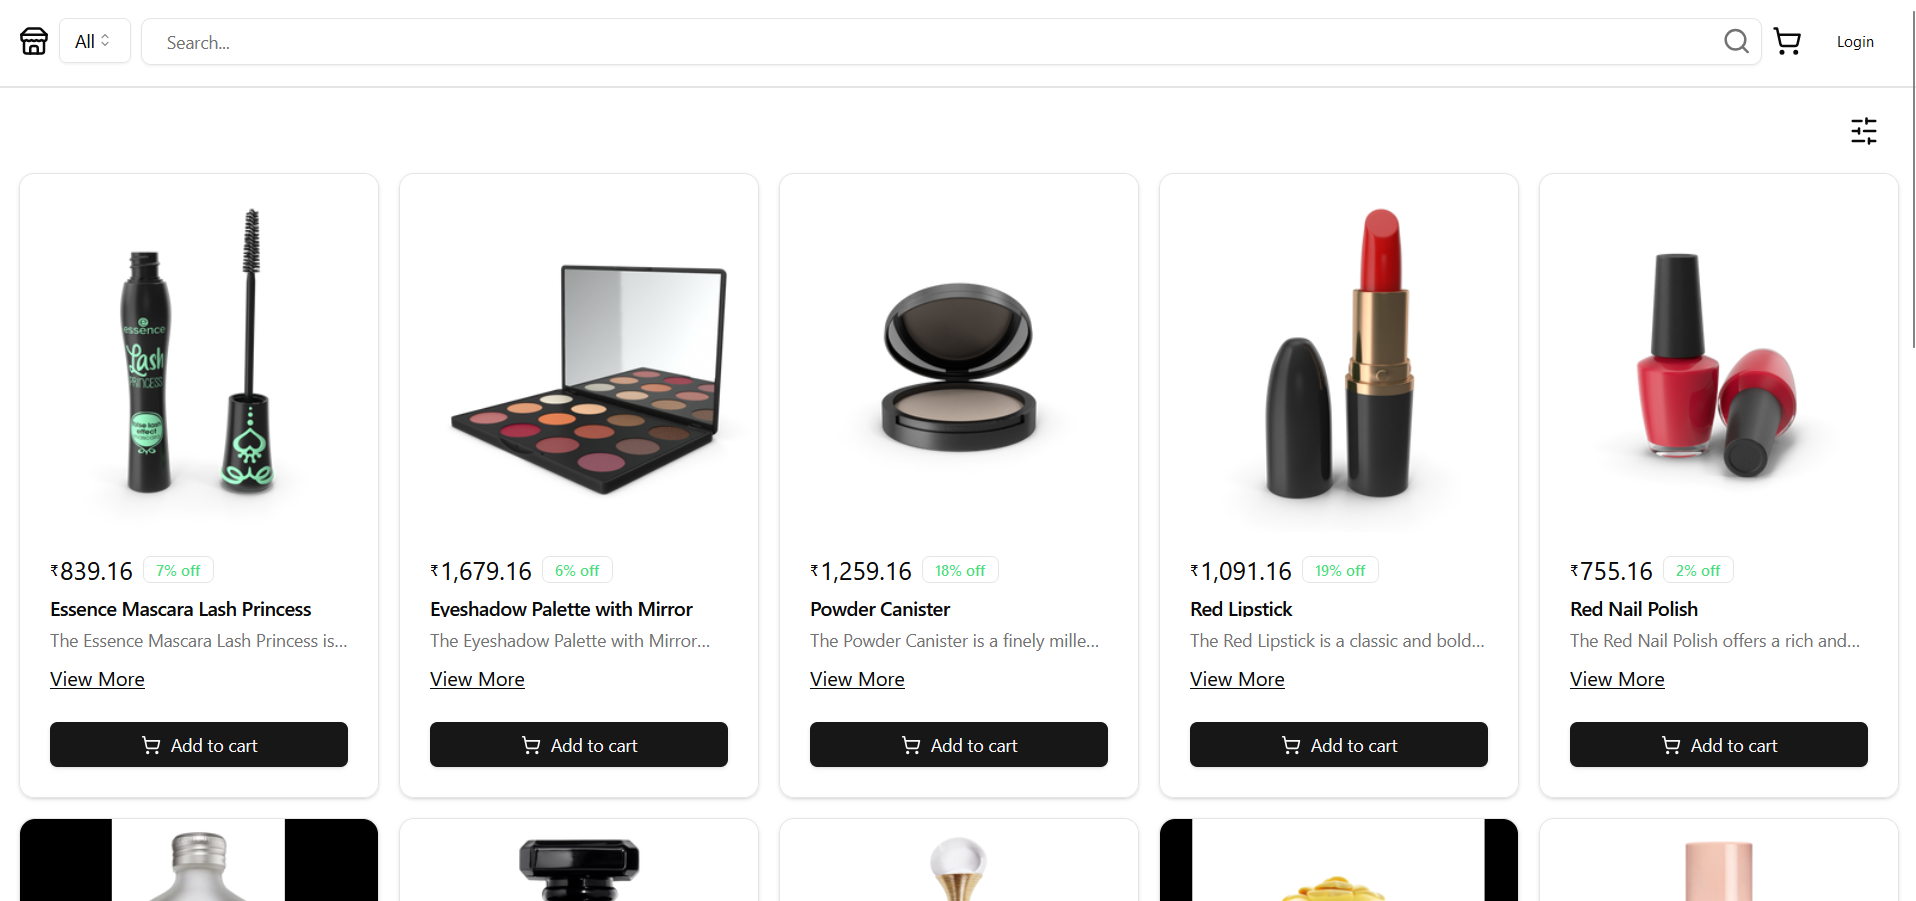 All
Search...
Login
essence
Lash
PRINCESS
false lash
effect
₹839.16 7% off
Essence Mascara Lash Princess
The Essence Mascara Lash Princess is...
View More
Add to cart
₹1,679.16 6% off
Eyeshadow Palette with Mirror
The Eyeshadow Palette with Mirror...
View More
Add to cart
₹1,259.16 18% off
Powder Canister
The Powder Canister is a finely mille...
View More
Add to cart
₹1,091.16 19% off
Red Lipstick
The Red Lipstick is a classic and bold...
View More
Add to cart
₹755.16 2% off
Red Nail Polish
The Red Nail Polish offers a rich and...
View More
Add to cart